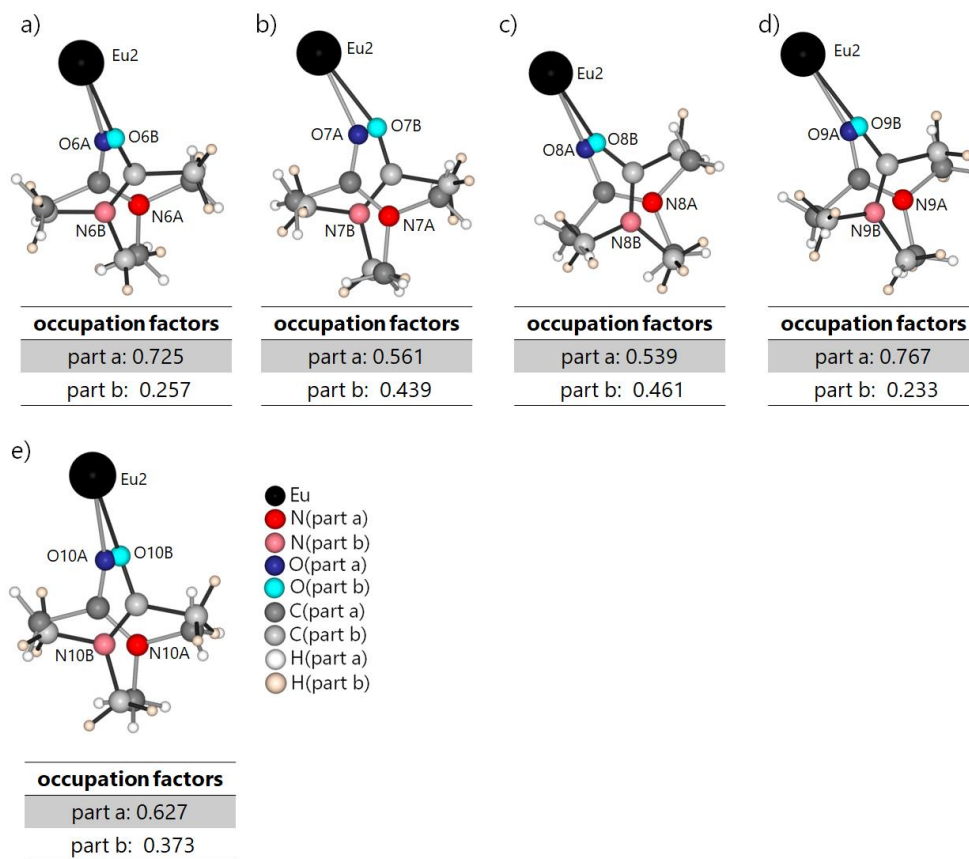 a)
Eu2
O6A
O6B
N6B
N6A
occupation factors
part a: 0.725
part b: 0.257
b)
Eu2
O7A
O7B
N7B
N7A
occupation factors
part a: 0.561
part b: 0.439
c)
Eu2
O8A
O8B
N8A
N8B
occupation factors
part a: 0.539
part b: 0.461
d)
Eu2
O9A
O9B
N9A
N9B
occupation factors
part a: 0.767
part b: 0.233
e)
Eu2
O10A
O10B
N10B
N10A
occupation factors
part a: 0.627
part b: 0.373
Eu
N(part a)
N(part b)
O(part a)
O(part b)
C(part a)
C(part b)
H(part a)
H(part b)